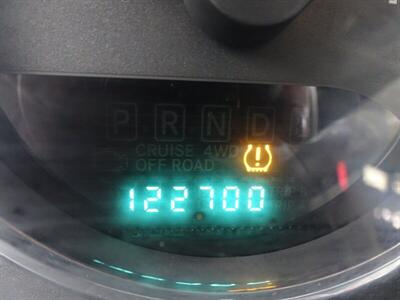 P R N D
CRUISE 4WD
OFF ROAD
122700